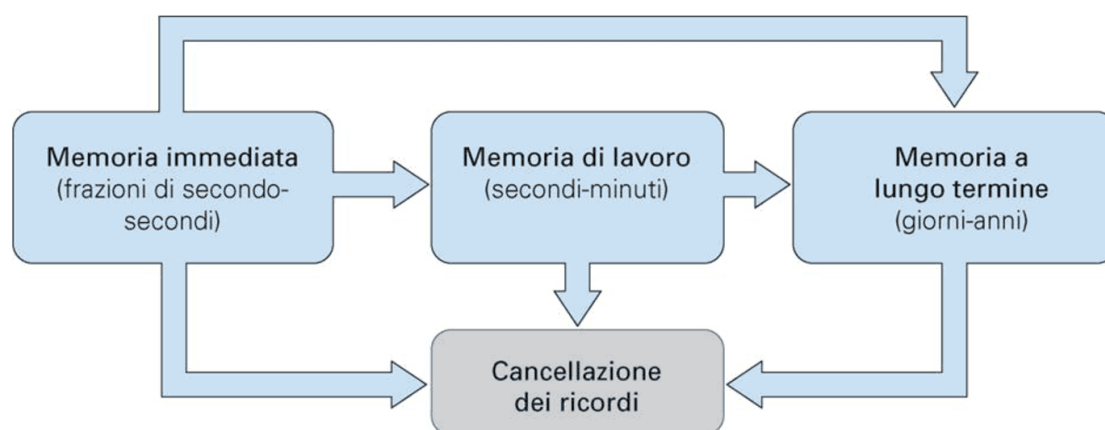 Memoria immediata
(frazioni di secondo-
secondi)
Memoria di lavoro
(secondi-minuti)
Memoria a
lungo termine
(giorni-anni)
Cancellazione
dei ricordi